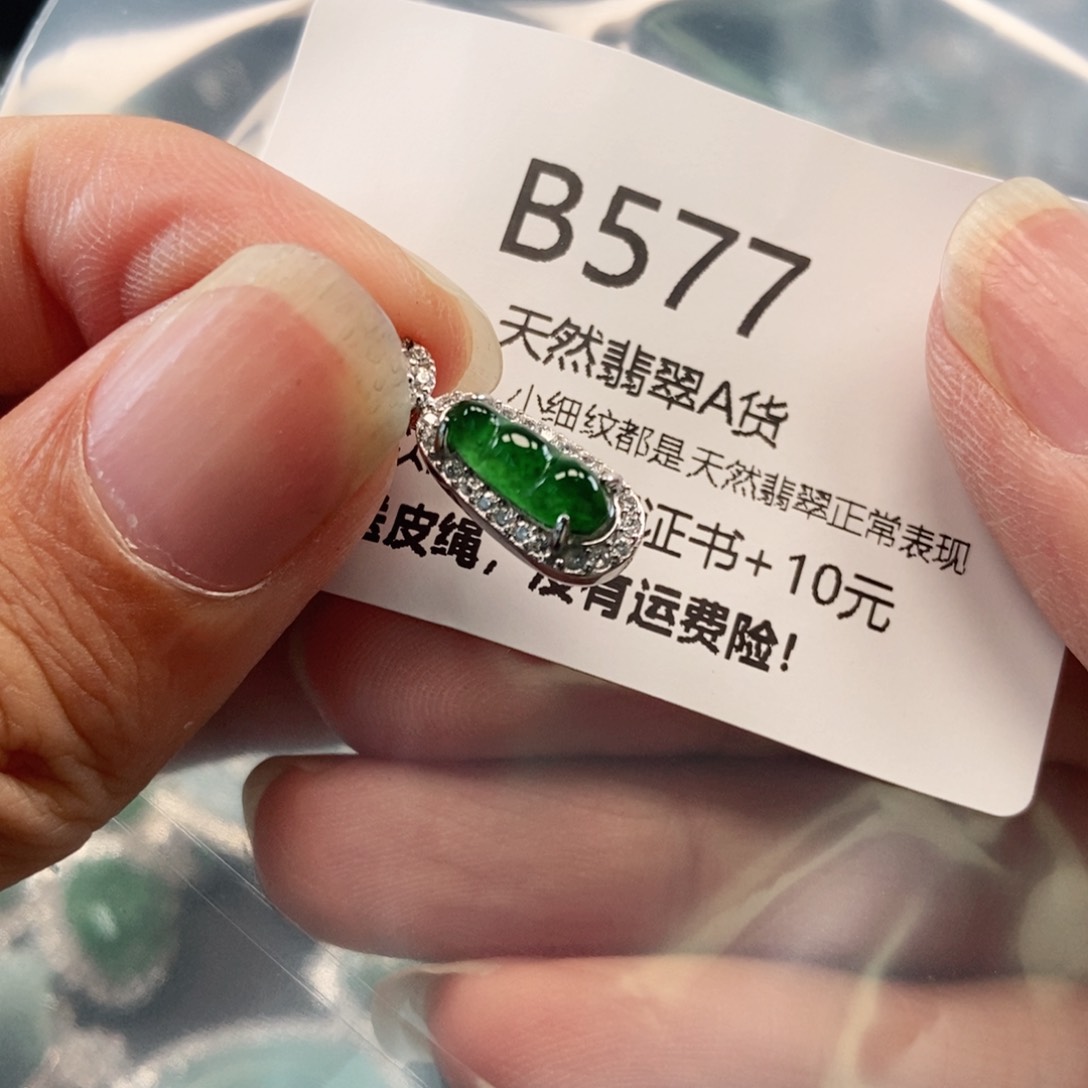 B577
天然翡翠A货
小细纹都是天然翡翠正常表现
证书+10元
皮绳，没有运费险！